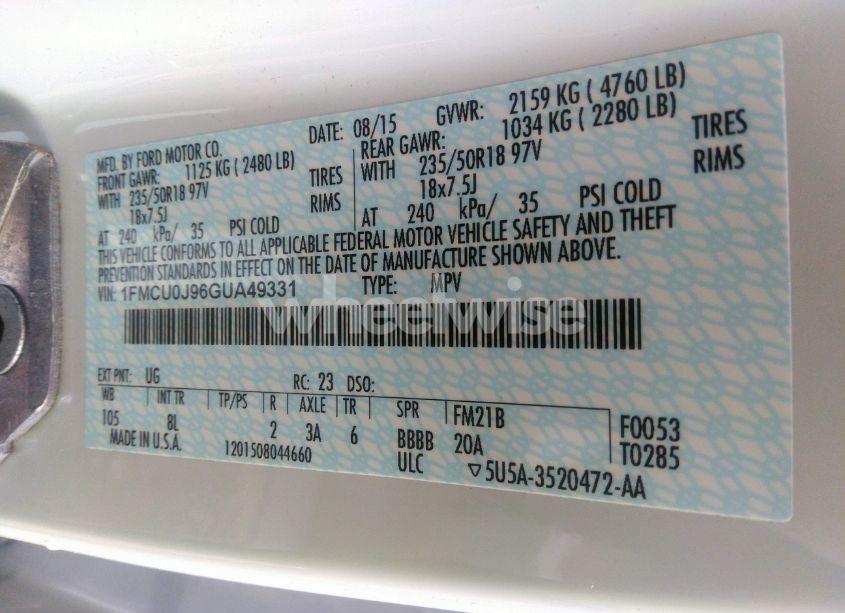 MFD. BY FORD MOTOR CO. DATE: 08/15 GVWR: 2159 KG ( 4760 LB)
FRONT GAWR: 1125 KG ( 2480 LB) REAR GAWR: 1034 KG ( 2280 LB)
WITH 235/50R18 97V TIRES WITH 235/50R18 97V TIRES
18x7.5J RIMS 18x7.5J RIMS
AT 240 kPa/ 35 PSI COLD AT 240 kPa/ 35 PSI COLD
THIS VEHICLE CONFORMS TO ALL APPLICABLE FEDERAL MOTOR VEHICLE SAFETY AND THEFT
PREVENTION STANDARDS IN EFFECT ON THE DATE OF MANUFACTURE SHOWN ABOVE.
VIN: 1FMCU0J96GUA49331 TYPE: MPV
wheelwise
EXT PNT: UG RC: 23 DSO:
WB INT TR TP/PS R AXLE TR SPR FM21B
105 8L 2 3A 6 BBBB 20A F0053
MADE IN U.S.A. 1201508044660 ULC T0285
▽5U5A-3520472-AA